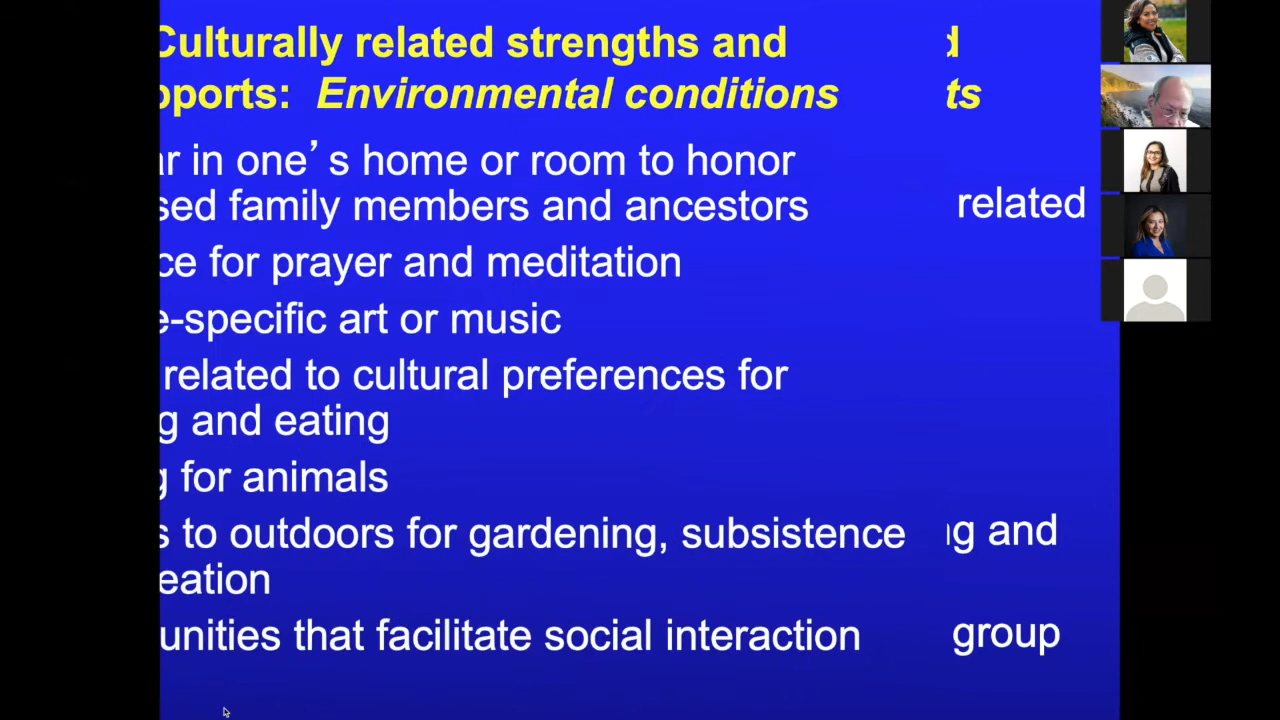 Culturally related strengths and
pports: Environmental conditions
ts
in one's home or room to honor
sed family members and ancestors
related
ce for prayer and meditation
e-specific art or music
related to cultural preferences for
g and eating
g for animals
s to outdoors for gardening, subsistence
g and
eation
unities that facilitate social interaction
group